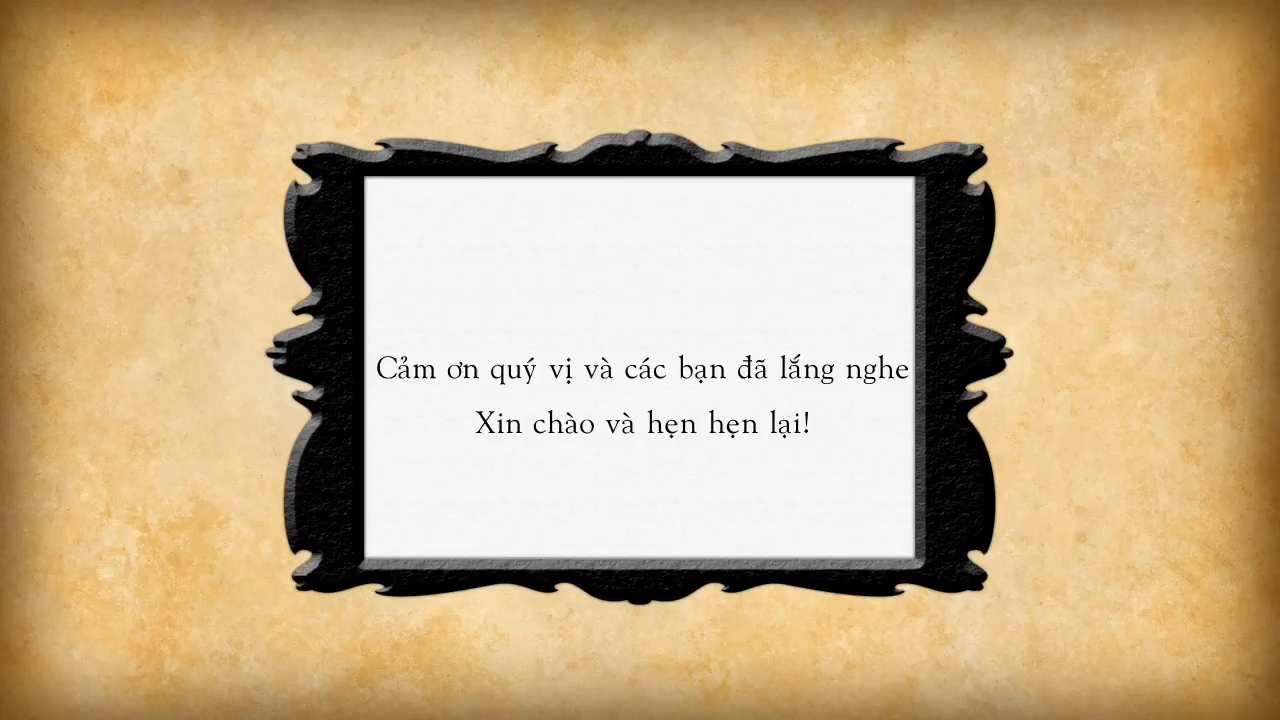 Cảm ơn quý vị và các bạn đã lắng nghe
Xin chào và hẹn hẹn lại!